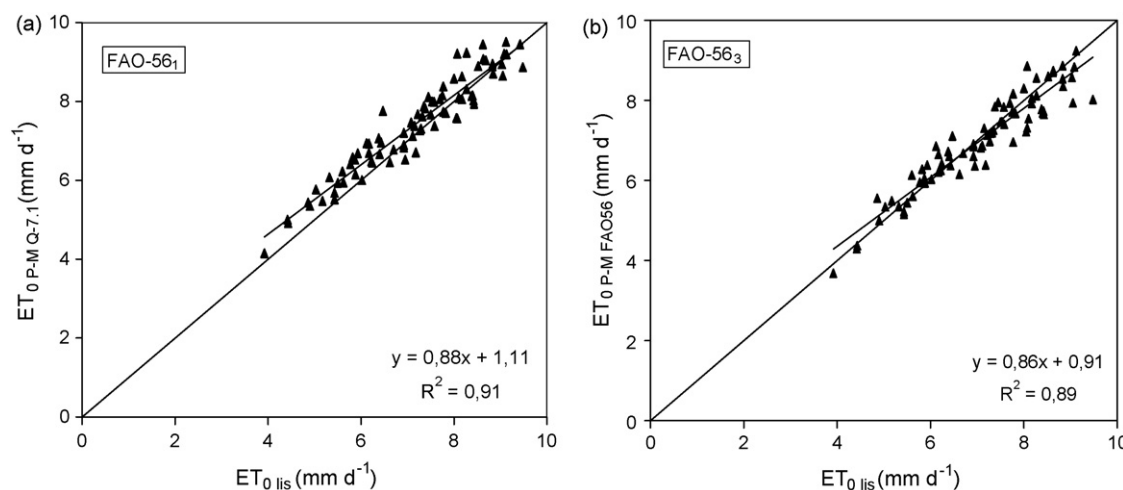 (a)
FAO-56₁
ET₀ P-M Q-7.1 (mm d⁻¹)
10
8
6
4
2
0
y = 0,88x + 1,11
R² = 0,91
0 2 4 6 8 10
ET₀ lis (mm d⁻¹)
(b)
FAO-56₃
ET₀ P-M FAO56 (mm d⁻¹)
10
8
6
4
2
0
y = 0,86x + 0,91
R² = 0,89
0 2 4 6 8 10
ET₀ lis (mm d⁻¹)